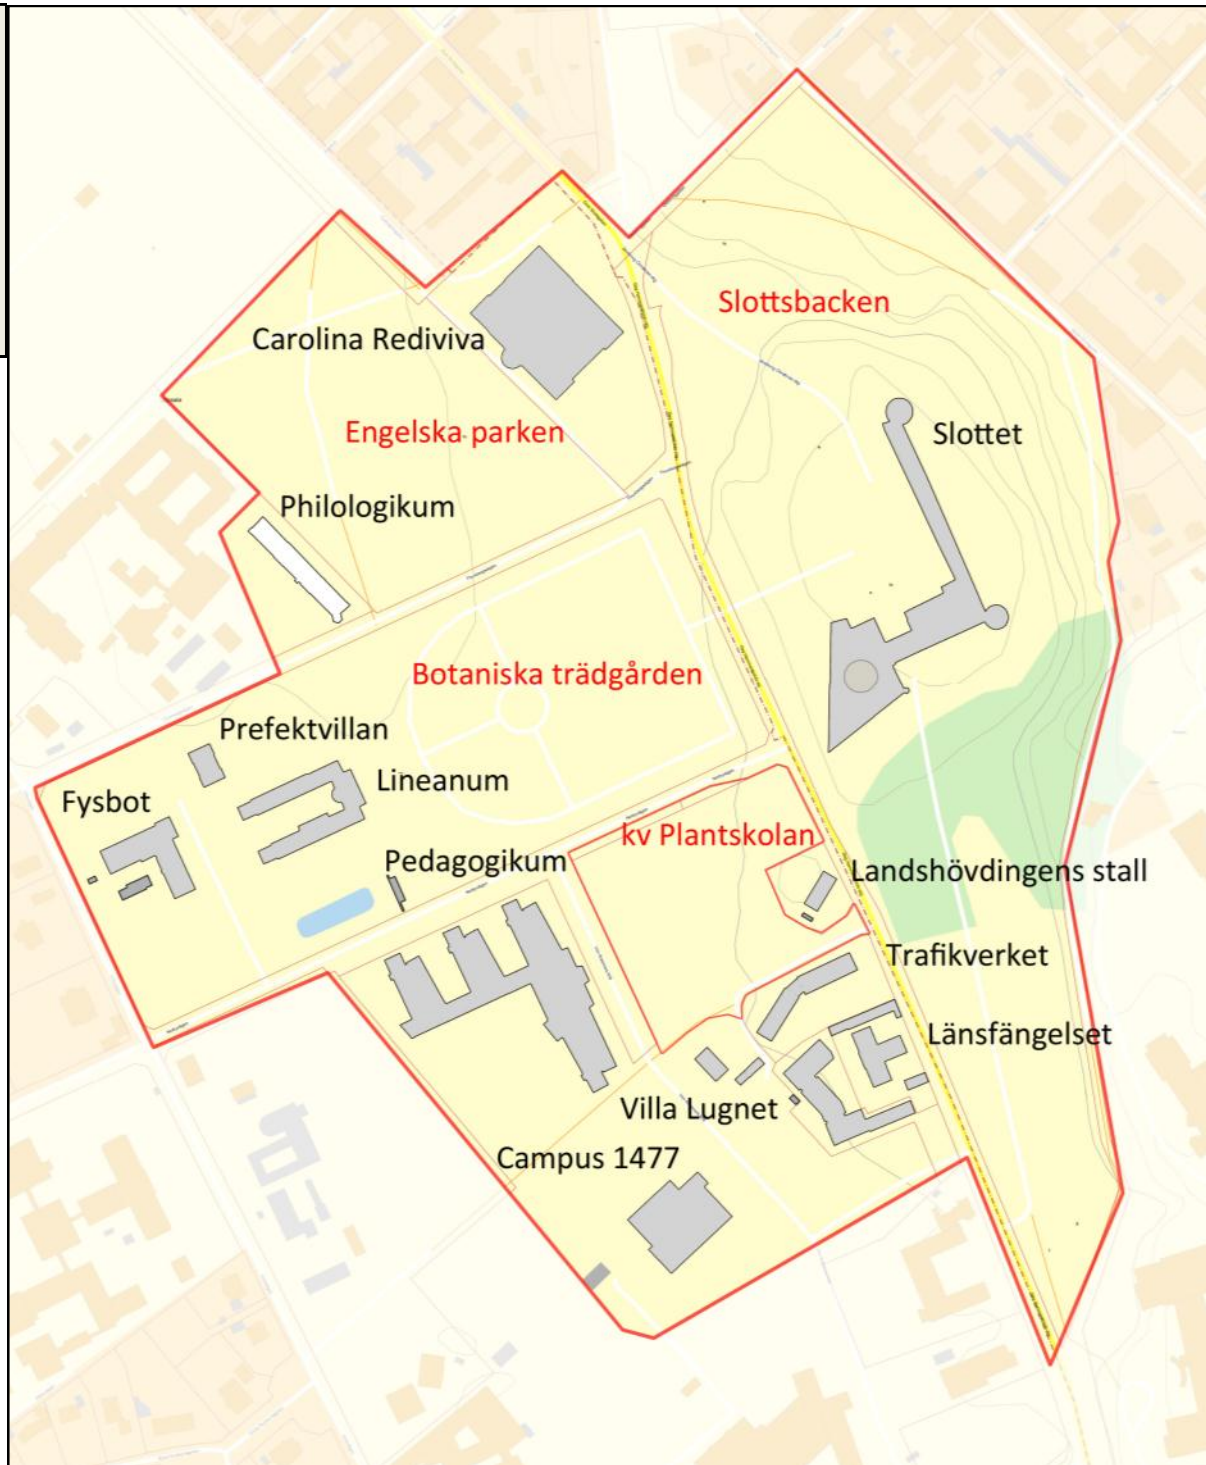 Slottsbacken
Carolina Rediviva
Engelska parken
Slottet
Philologikum
Botaniska trädgården
Prefektvillan
Lineanum
Fysbot
kv Plantskolan
Pedagogikum
Landshövdingens stall
Trafikverket
Länsfängelset
Villa Lugnet
Campus 1477